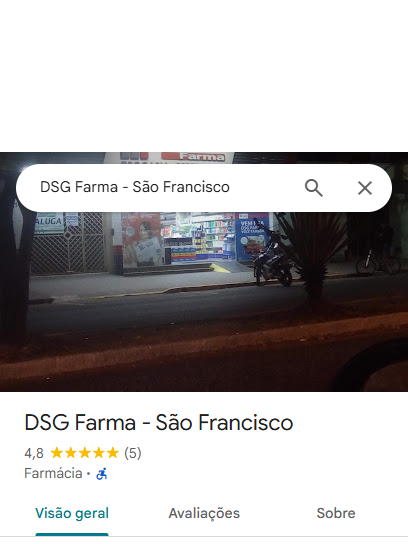 Farma
DSG Farma - São Francisco
ALUGA
DSG Farma - São Francisco
4,8 (5)
Farmácia ·
Visão geral
Avaliações
Sobre